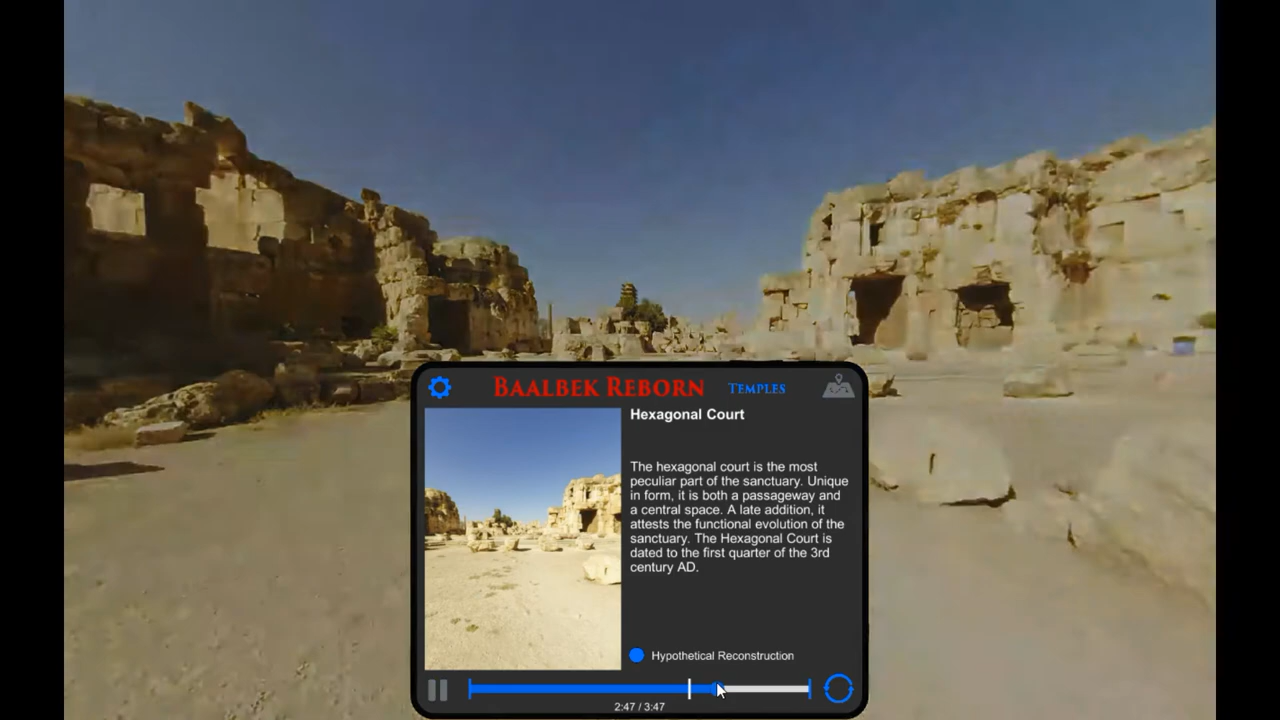 BAALBEK REBORN TEMPLES
Hexagonal Court
The hexagonal court is the most
peculiar part of the sanctuary. Unique
in form, it is both a passageway and
a central space. A late addition, it
attests the functional evolution of the
sanctuary. The Hexagonal Court is
dated to the first quarter of the 3rd
century AD.
Hypothetical Reconstruction
2:47 / 3:47